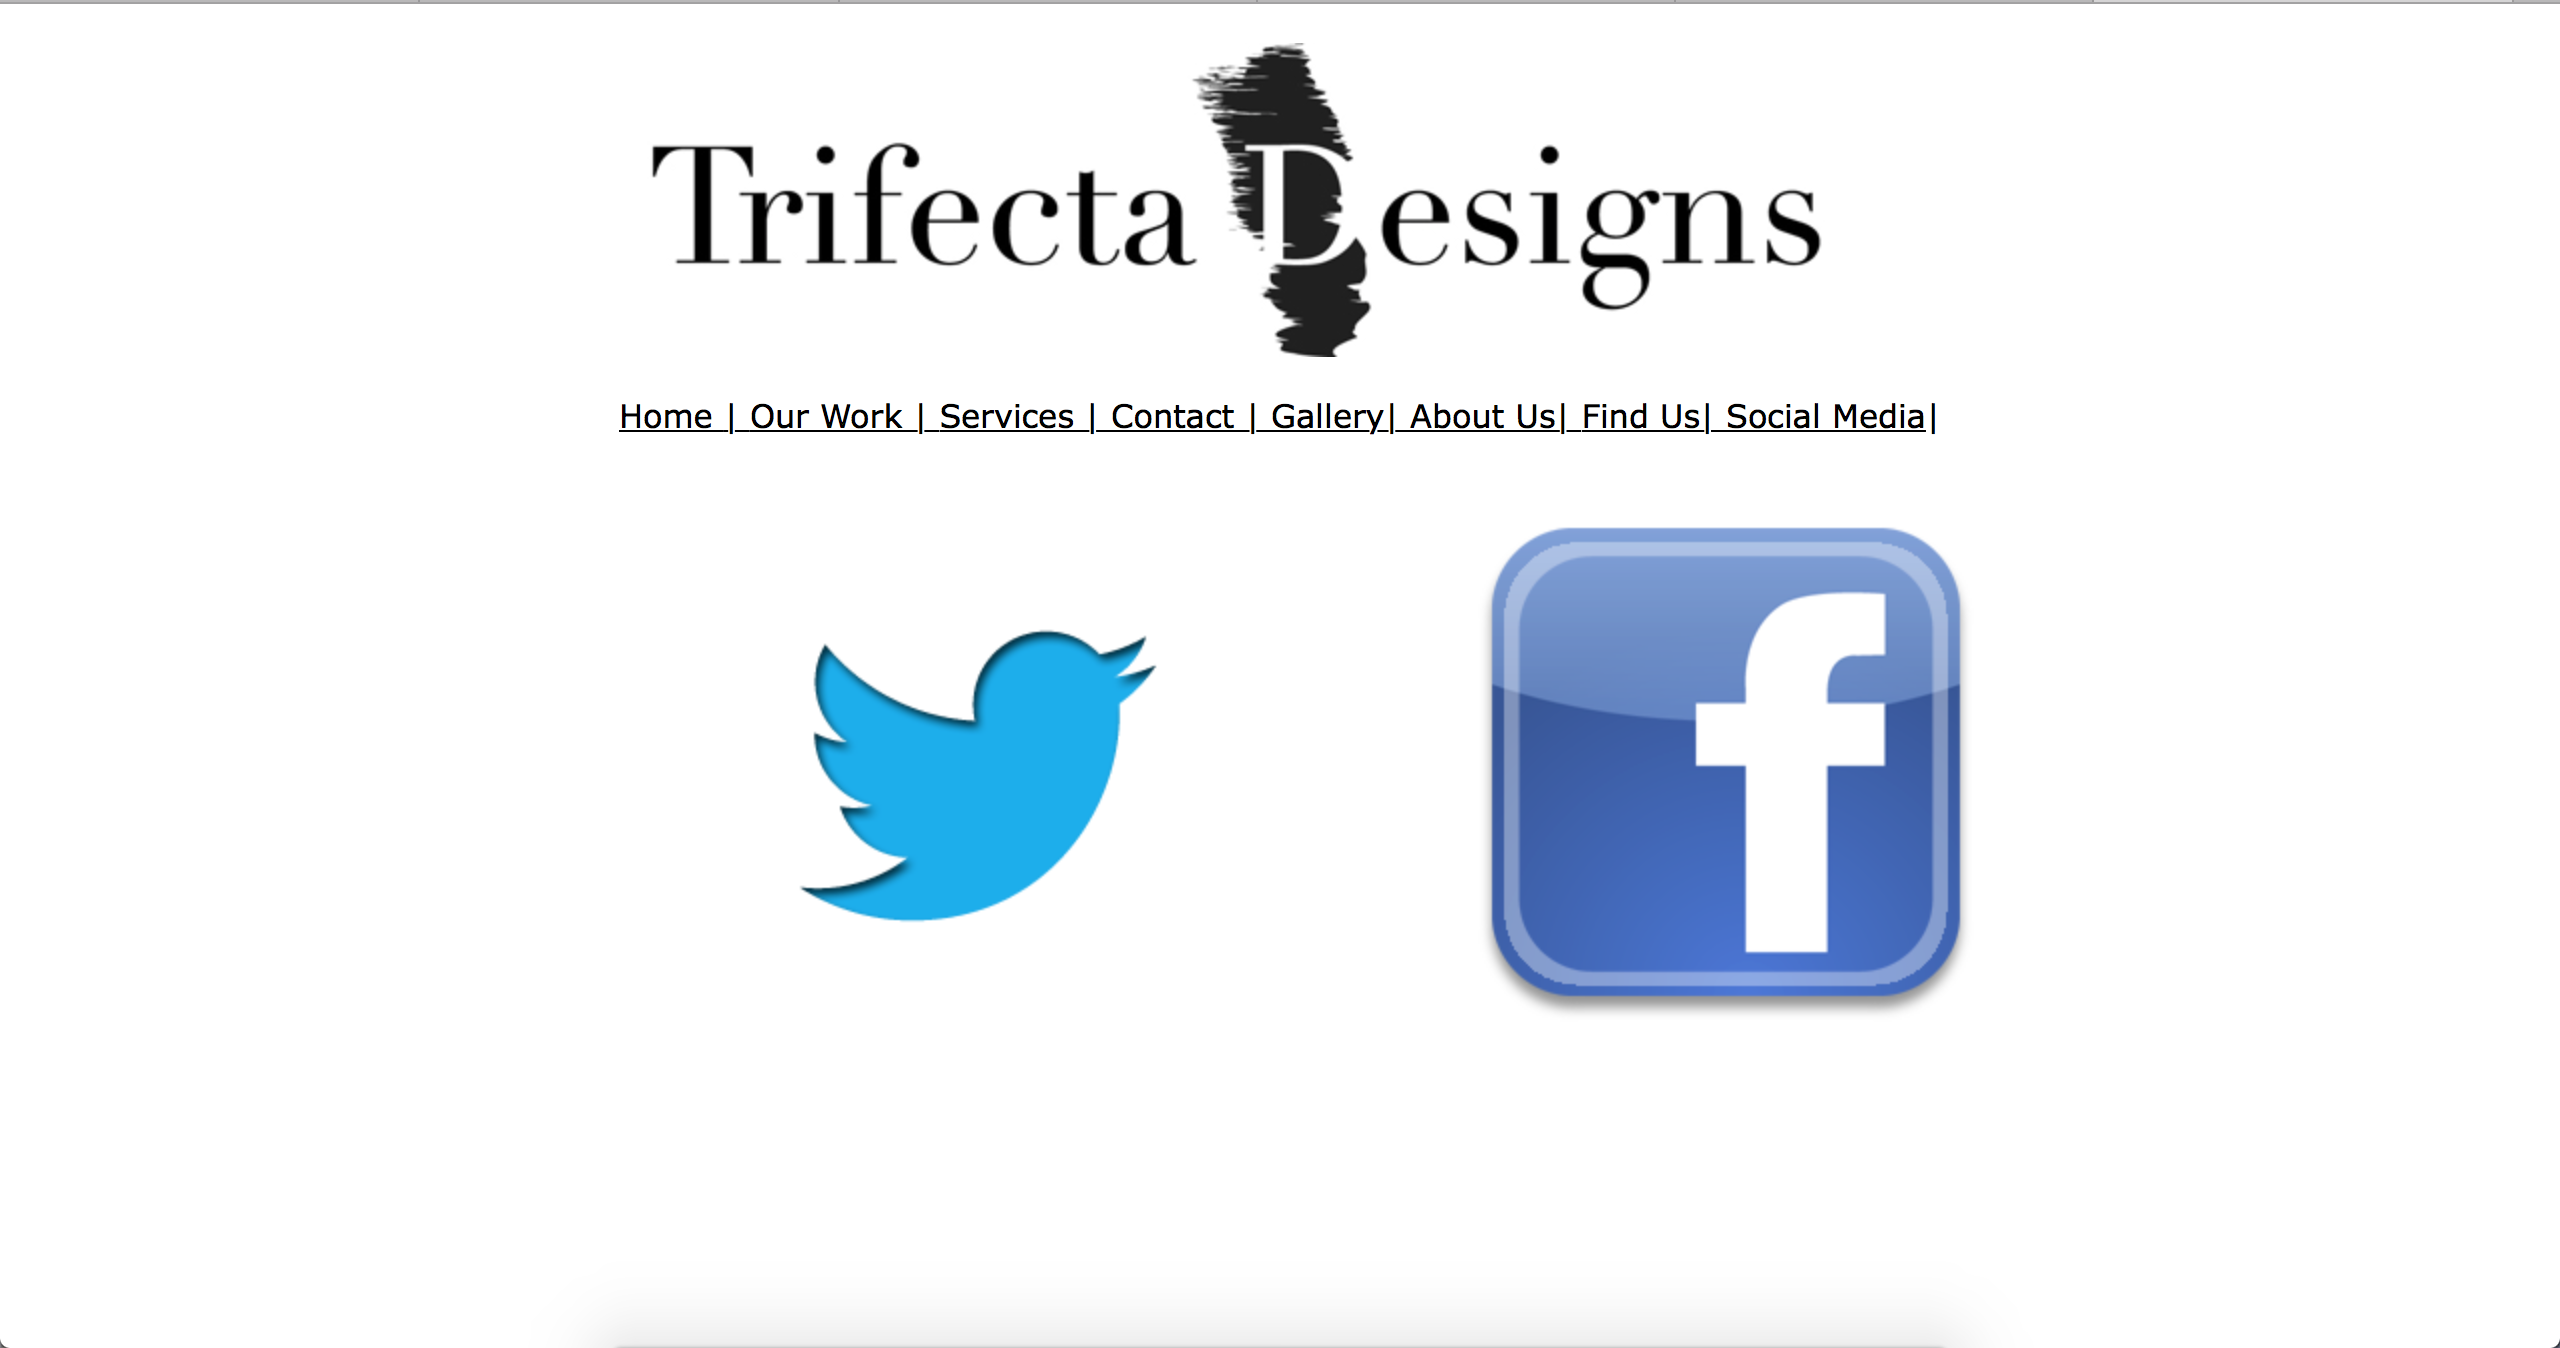 Trifecta Designs
Home | Our Work | Services | Contact | Gallery| About Us| Find Us| Social Media|
f